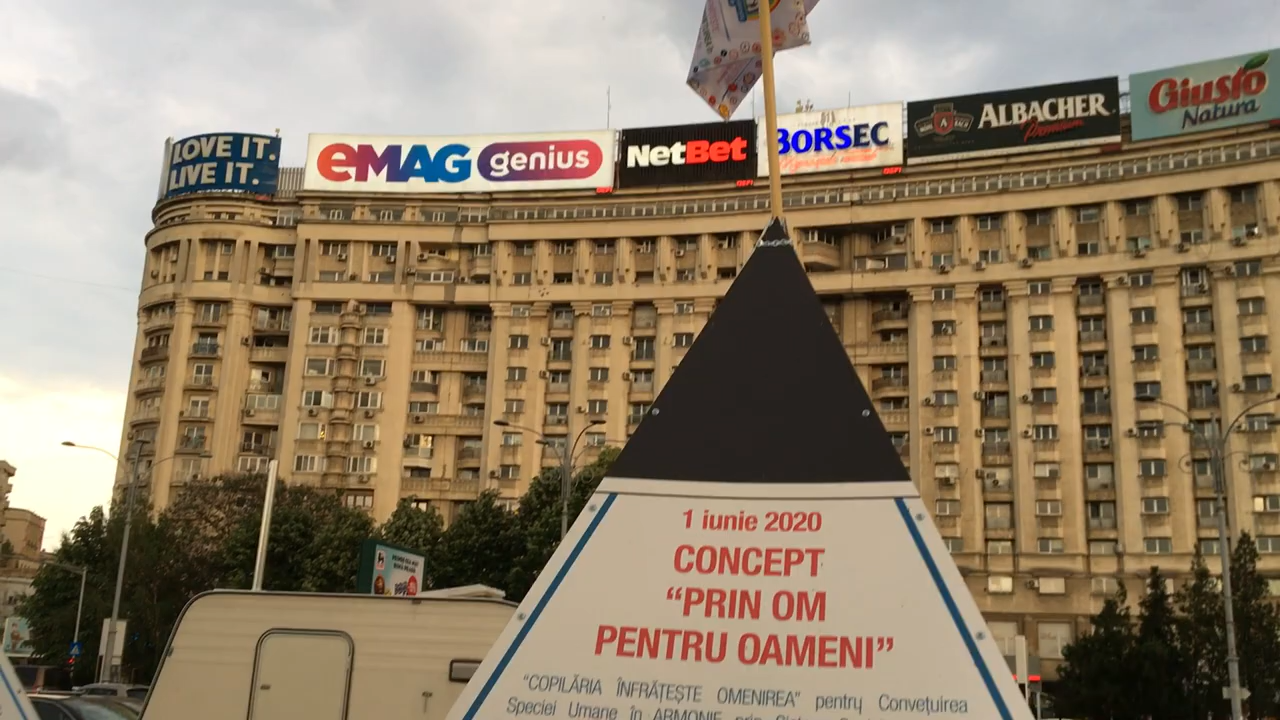 LOVE IT.
LIVE IT.
eMAG genius
NetBet
BORSEC
ALBACHER
Premium
Giusto
Natura
1 iunie 2020
CONCEPT
“PRIN OM
PENTRU OAMENI”
“COPILĂRIA ÎNFRĂȚEȘTE OMENIREA” pentru Convețuirea
Speciei Umane în ARMONIE prin